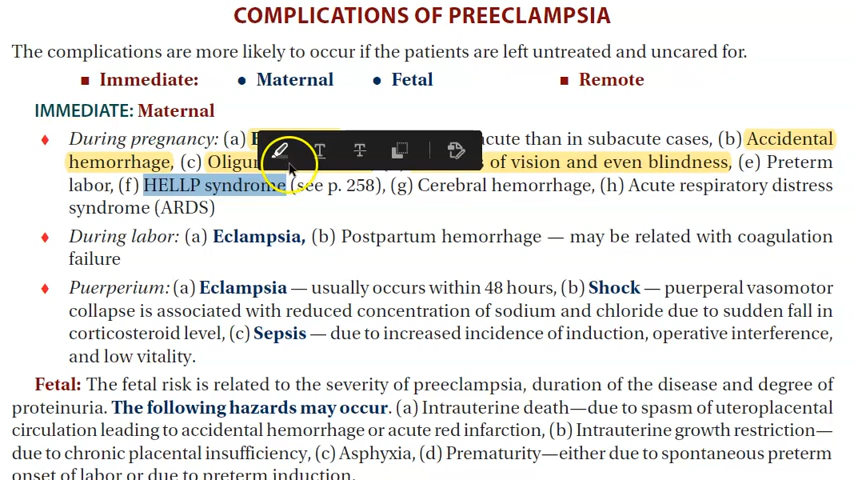 COMPLICATIONS OF PREECLAMPSIA
The complications are more likely to occur if the patients are left untreated and uncared for.
■ Immediate: ● Maternal ● Fetal ■ Remote
IMMEDIATE: Maternal
♦ During pregnancy: (a) acute than in subacute cases, (b) Accidental
hemorrhage, (c) of vision and even blindness, (e) Preterm
labor, (f) HELLP syndrome (see p. 258), (g) Cerebral hemorrhage, (h) Acute respiratory distress
syndrome (ARDS)
♦ During labor: (a) Eclampsia, (b) Postpartum hemorrhage — may be related with coagulation
failure
♦ Puerperium: (a) Eclampsia — usually occurs within 48 hours, (b) Shock — puerperal vasomotor
collapse is associated with reduced concentration of sodium and chloride due to sudden fall in
corticosteroid level, (c) Sepsis — due to increased incidence of induction, operative interference,
and low vitality.
Fetal: The fetal risk is related to the severity of preeclampsia, duration of the disease and degree of
proteinuria. The following hazards may occur. (a) Intrauterine death—due to spasm of uteroplacental
circulation leading to accidental hemorrhage or acute red infarction, (b) Intrauterine growth restriction—
due to chronic placental insufficiency, (c) Asphyxia, (d) Prematurity—either due to spontaneous preterm
onset of labor or due to preterm induction.